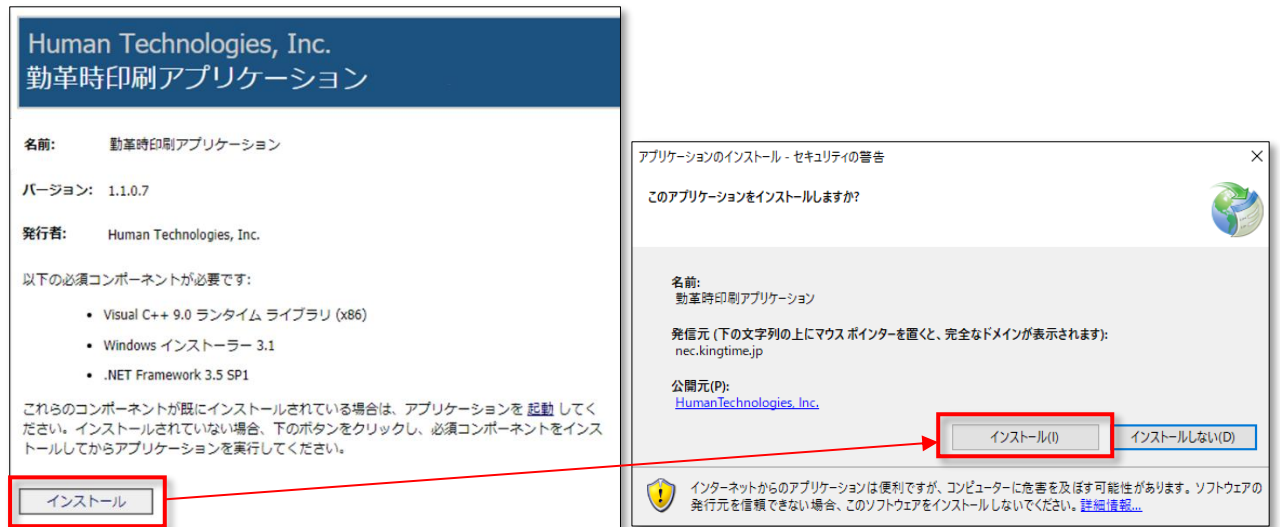 Human Technologies, Inc.
勤革時印刷アプリケーション
名前: 勤革時印刷アプリケーション
バージョン: 1.1.0.7
発行者: Human Technologies, Inc.
以下の必須コンポーネントが必要です:
• Visual C++ 9.0 ランタイム ライブラリ (x86)
• Windows インストーラー 3.1
• .NET Framework 3.5 SP1
これらのコンポーネントが既にインストールされている場合は、アプリケーションを 起動 してく
ださい。インストールされていない場合、下のボタンをクリックし、必須コンポーネントをインス
トールしてからアプリケーションを実行してください。
インストール
アプリケーションのインストール - セキュリティの警告
このアプリケーションをインストールしますか?
名前:
勤革時印刷アプリケーション
発信元 (下の文字列の上にマウス ポインターを置くと、完全なドメインが表示されます):
nec.kingtime.jp
公開元(P):
HumanTechnologies, Inc.
インストール(I) インストールしない(D)
インターネットからのアプリケーションは便利ですが、コンピューターに危害を及ぼす可能性があります。ソフトウェアの
発行元を信頼できない場合、このソフトウェアをインストールしないでください。詳細情報...